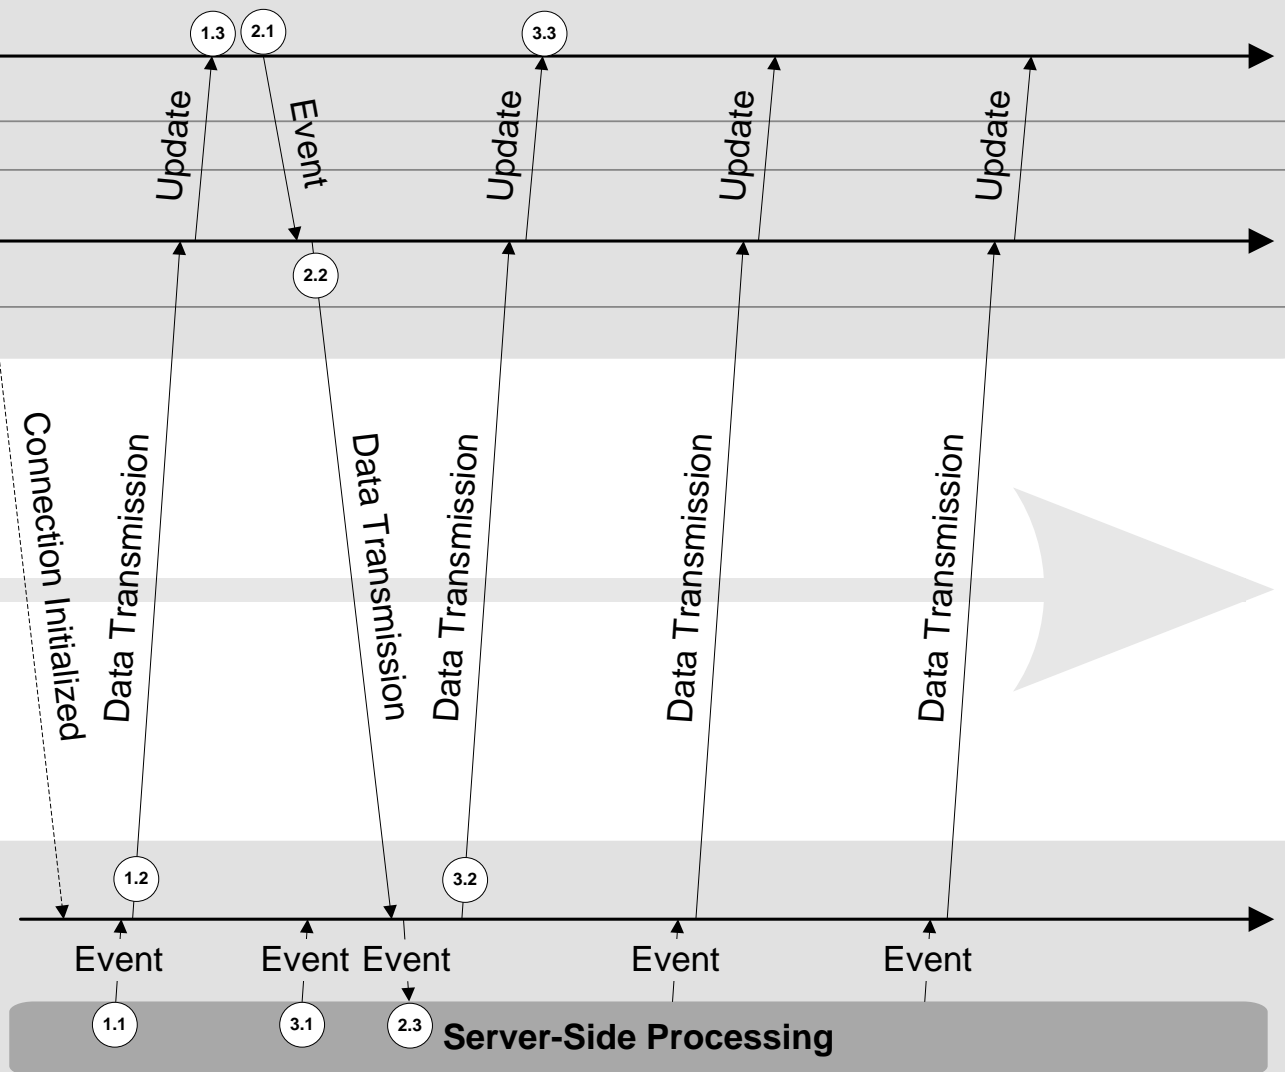 1.3
2.1
3.3
Update
Event
Update
Update
Update
2.2
Connection Initialized
Data Transmission
Data Transmission
Data Transmission
Data Transmission
Data Transmission
1.2
3.2
Event
Event
Event
Event
Event
1.1
3.1
2.3
Server-Side Processing